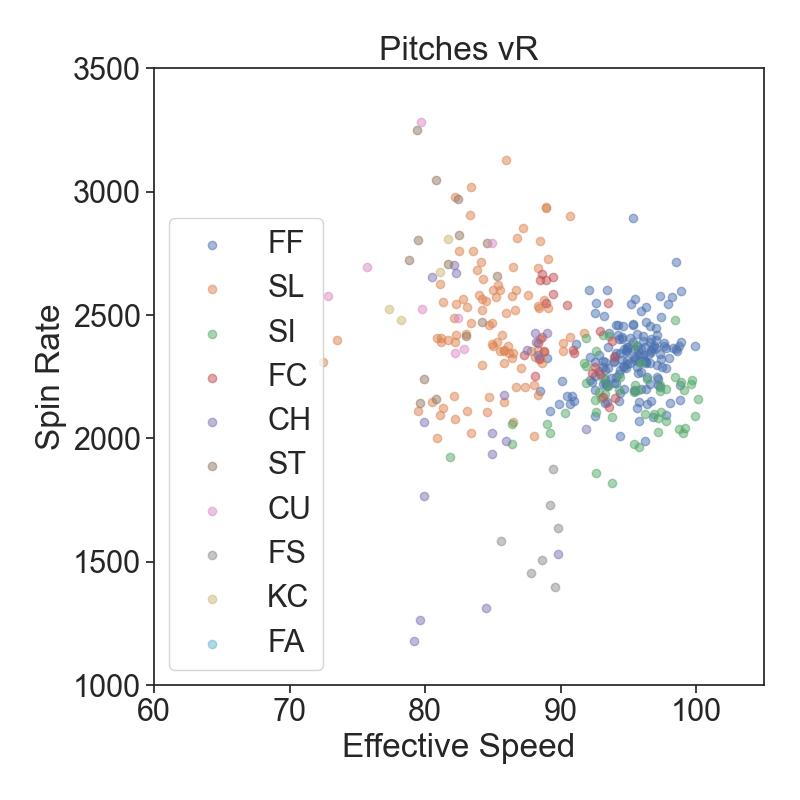 Pitches vR
3500
3000
2500
2000
1500
1000
Spin Rate
FF
SL
SI
FC
CH
ST
CU
FS
KC
FA
60 70 80 90 100
Effective Speed